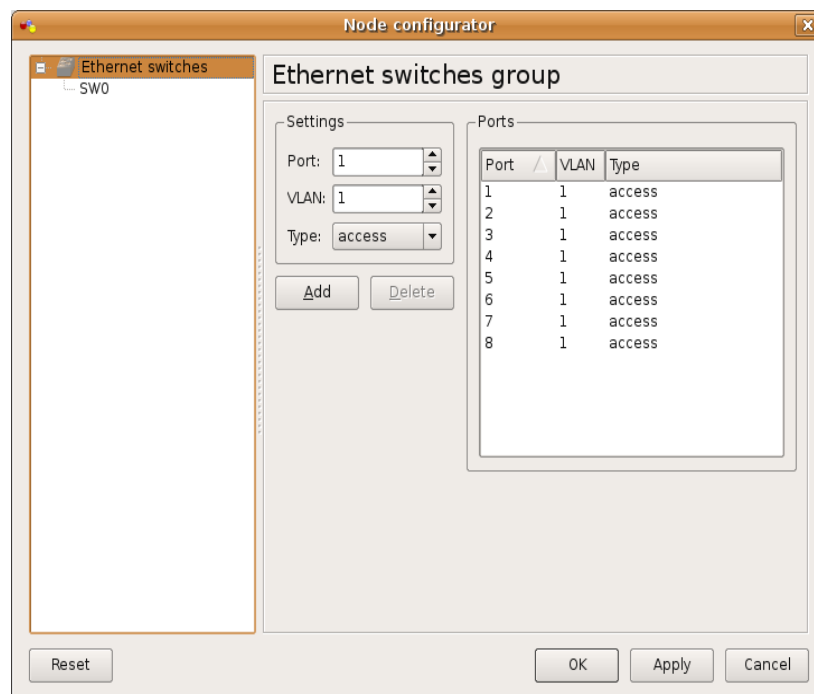 Node configurator
Ethernet switches
SW0
Ethernet switches group
Settings
Port: 1
VLAN: 1
Type: access
Add Delete
Ports
Port VLAN Type
1 1 access
2 1 access
3 1 access
4 1 access
5 1 access
6 1 access
7 1 access
8 1 access
Reset OK Apply Cancel